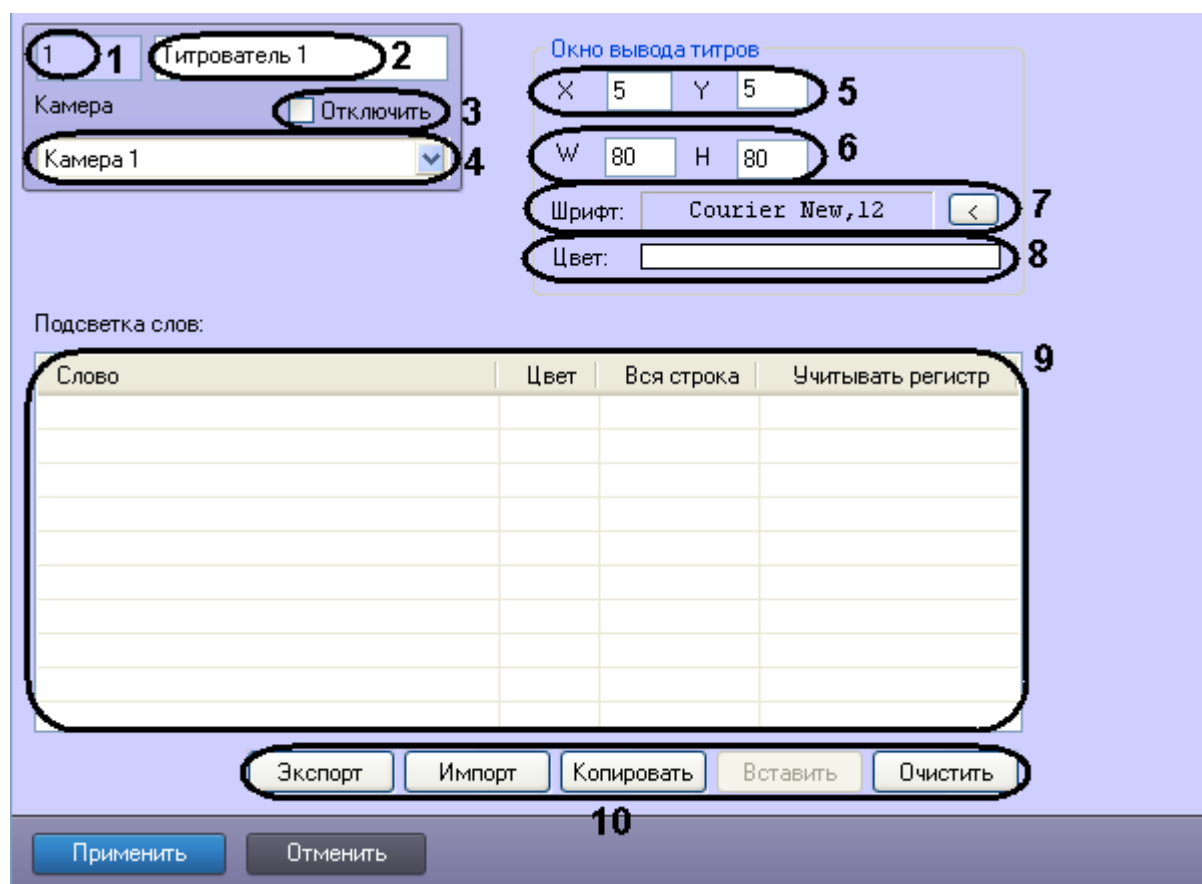 1 1 Титрователь 1 2
Камера Отключить 3
Камера 1 4
Окно вывода титров
X 5 Y 5 5
W 80 H 80 6
Шрифт: Courier New,12 < 7
Цвет: 8
Подсветка слов:
9
Слово Цвет Вся строка Учитывать регистр
Экспорт Импорт Копировать Вставить Очистить
10
Применить Отменить